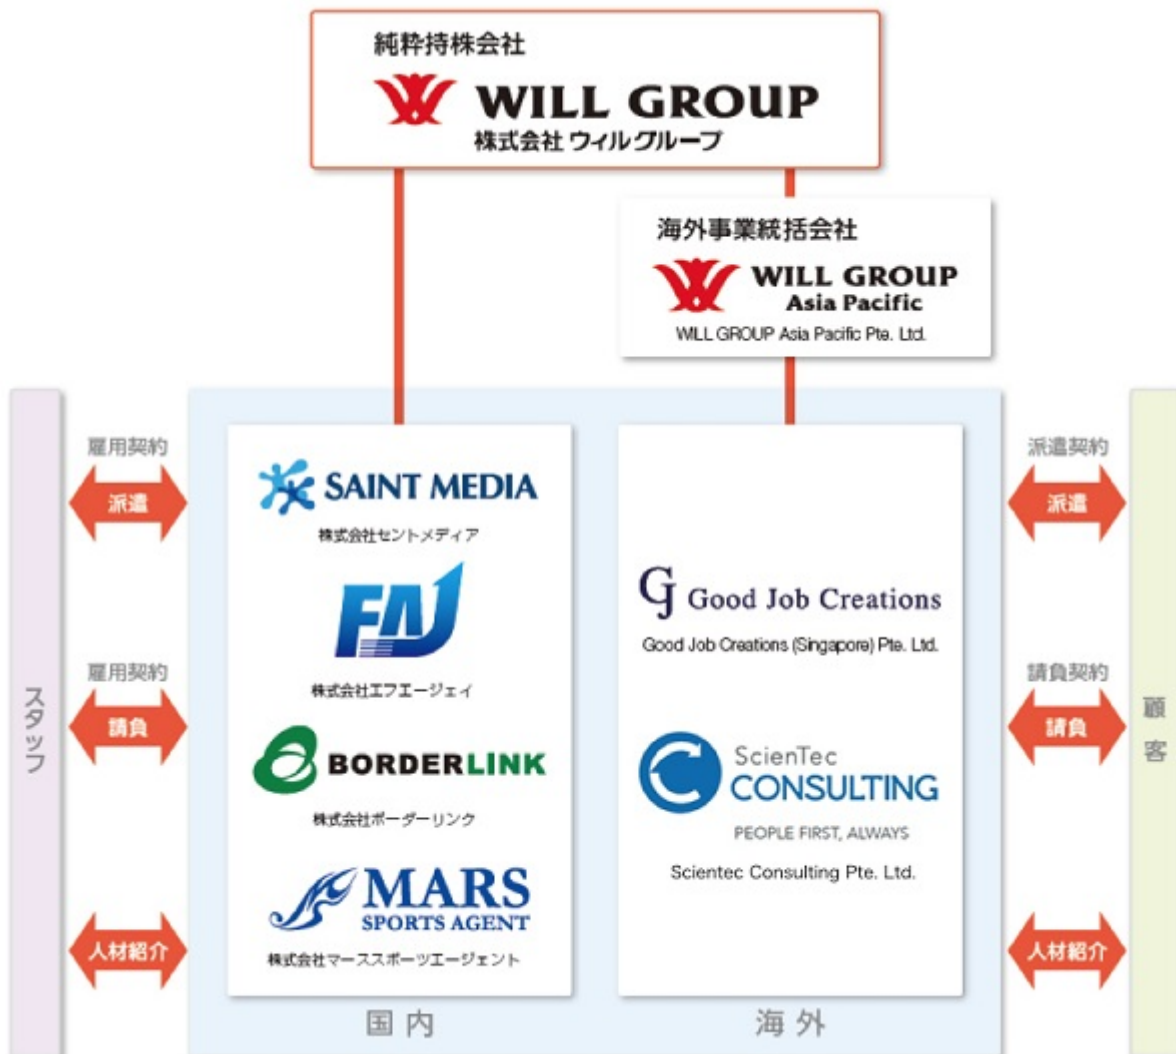 純粋持株会社
WILL GROUP
株式会社 ウィルグループ
海外事業統括会社
WILL GROUP
Asia Pacific
WILL GROUP Asia Pacific Pte. Ltd.
スタッフ
雇用契約
派遣
雇用契約
請負
人材紹介
SAINT MEDIA
株式会社セントメディア
FAJ
株式会社エフエージェイ
BORDERLINK
株式会社ボーダーリンク
MARS
SPORTS AGENT
株式会社マーススポーツエージェント
国内
GJ Good Job Creations
Good Job Creations (Singapore) Pte. Ltd.
ScienTec
CONSULTING
PEOPLE FIRST, ALWAYS
Scientec Consulting Pte. Ltd.
海外
派遣契約
派遣
請負契約
請負
人材紹介
顧客